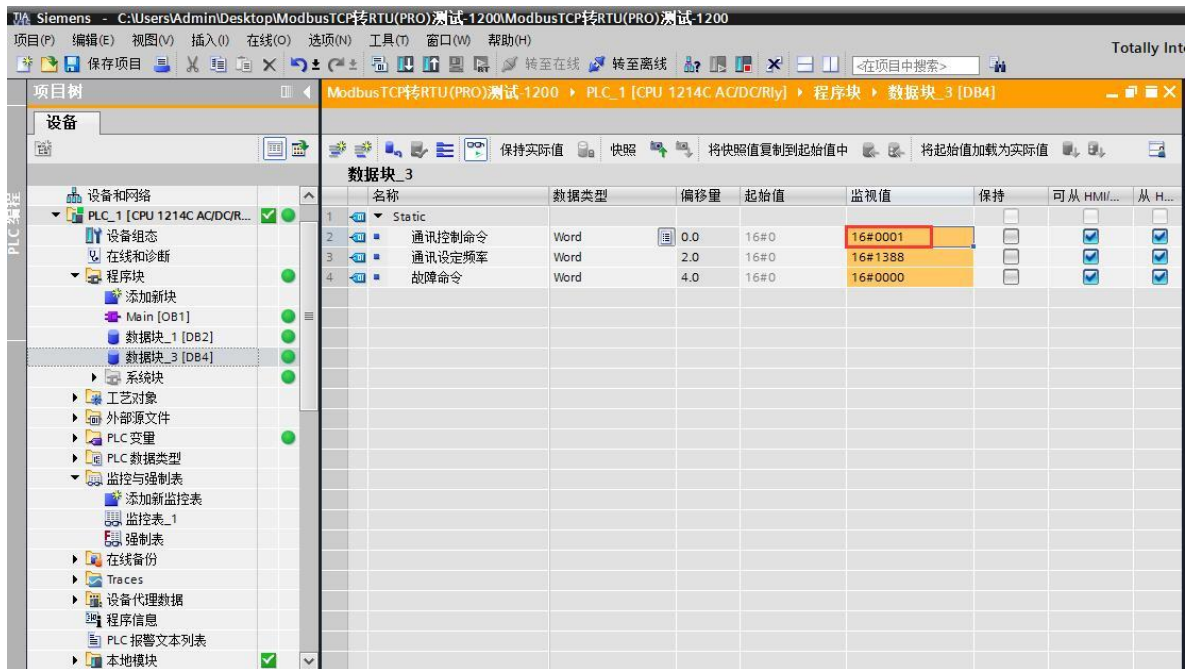 Siemens - C:\Users\Admin\Desktop\ModbusTCP转RTU(PRO)测试-1200\ModbusTCP转RTU(PRO)测试-1200
项目(P) 编辑(E) 视图(V) 插入(I) 在线(O) 选项(N) 工具(T) 窗口(W) 帮助(H)
Totally Int
保存项目 转至在线 转至离线 <在项目中搜索>
项目树
ModbusTCP转RTU(PRO)测试-1200 PLC_1 [CPU 1214C AC/DC/Rly] 程序块 数据块_3 [DB4]
设备
保持实际值 快照 将快照值复制到起始值中 将起始值加载为实际值
数据块_3
PLC 编程
名称 数据类型 偏移量 起始值 监视值 保持 可从 HMI/... 从 H...
1 Static
2 通讯控制命令 Word 0.0 16#0 16#0001
3 通讯设定频率 Word 2.0 16#0 16#1388
4 故障命令 Word 4.0 16#0 16#0000
设备和网络
PLC_1 [CPU 1214C AC/DC/R...
设备组态
在线和诊断
程序块
添加新块
Main [OB1]
数据块_1 [DB2]
数据块_3 [DB4]
系统块
工艺对象
外部源文件
PLC 变量
PLC 数据类型
监控与强制表
添加新监控表
监控表_1
强制表
在线备份
Traces
设备代理数据
程序信息
PLC 报警文本列表
本地模块